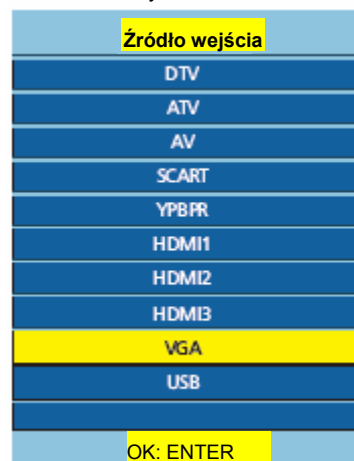 Źródło wejścia
DTV
ATV
AV
SCART
YPBPR
HDMI1
HDMI2
HDMI3
VGA
USB
OK: ENTER